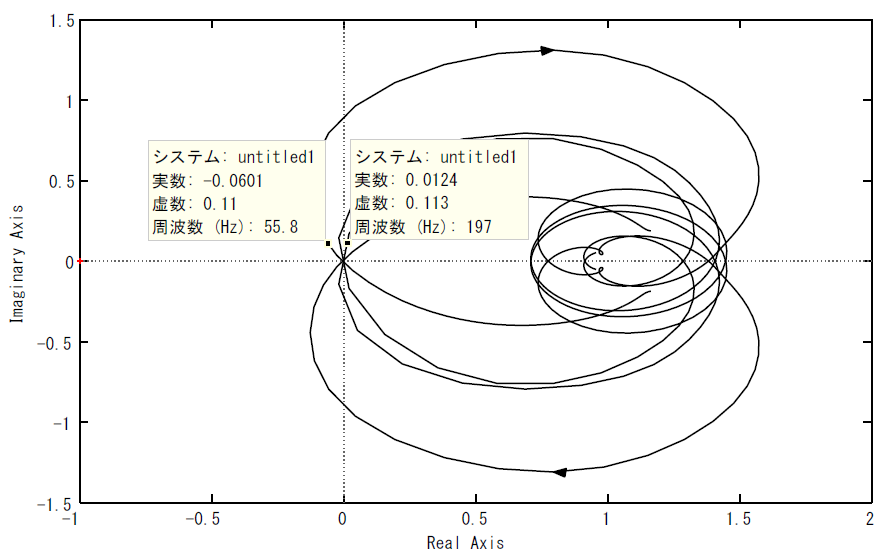 1.5
1
0.5
0
-0.5
-1
-1.5
Imaginary Axis
システム: untitled1
実数: -0.0601
虚数: 0.11
周波数 (Hz): 55.8
システム: untitled1
実数: 0.0124
虚数: 0.113
周波数 (Hz): 197
-1
-0.5
0
0.5
1
1.5
2
Real Axis